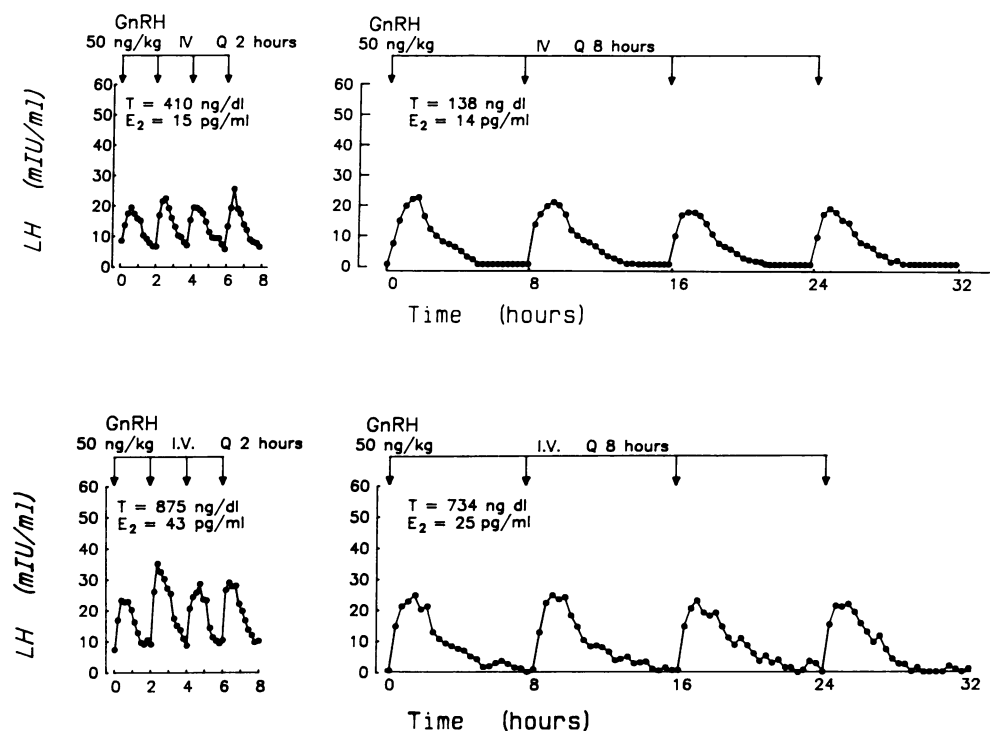 GnRH
50 ng/kg IV Q 2 hours
T = 410 ng/dl
E2 = 15 pg/ml
LH (mIU/ml)
60
50
40
30
20
10
0
0 2 4 6 8
GnRH
50 ng/kg IV Q 8 hours
T = 138 ng dl
E2 = 14 pg/ml
60
50
40
30
20
10
0
0 8 16 24 32
Time (hours)
GnRH
50 ng/kg I.V. Q 2 hours
T = 875 ng/dl
E2 = 43 pg/ml
LH (mIU/ml)
60
50
40
30
20
10
0
0 2 4 6 8
GnRH
50 ng/kg I.V. Q 8 hours
T = 734 ng dl
E2 = 25 pg/ml
60
50
40
30
20
10
0
0 8 16 24 32
Time (hours)